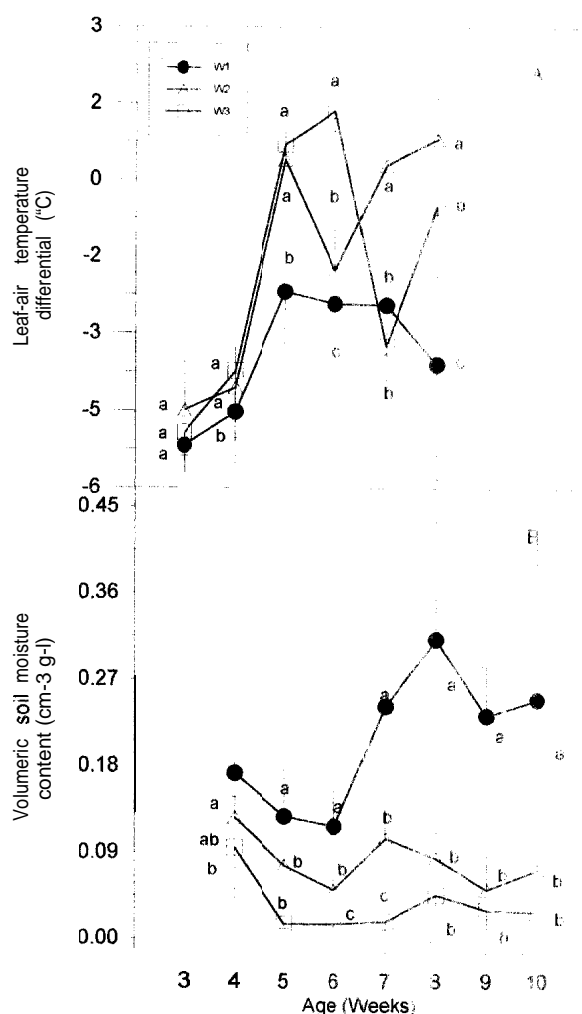 3
W1
W2
W3
A
2
0
-2
-3
-5
-6
Leaf-air temperature
differential (°C)
a
a
a
a
a
b
a
a
b
a
b
c
a
b
b
a
c
0.45
0.36
0.27
0.18
0.09
0.00
B
Volumeric soil moisture
content (cm-3 g-l)
a
ab
b
a
b
b
a
b
c
a
b
c
a
b
b
a
b
a
b
b
3
4
5
6
7
8
9
10
Age (Weeks)